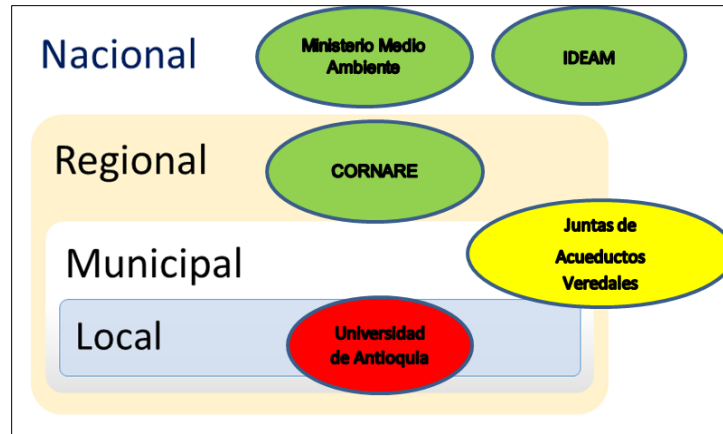 Nacional
Ministerio Medio
Ambiente
IDEAM
Regional
CORNARE
Juntas de
Acueductos
Veredales
Municipal
Local
Universidad
de Antioquia